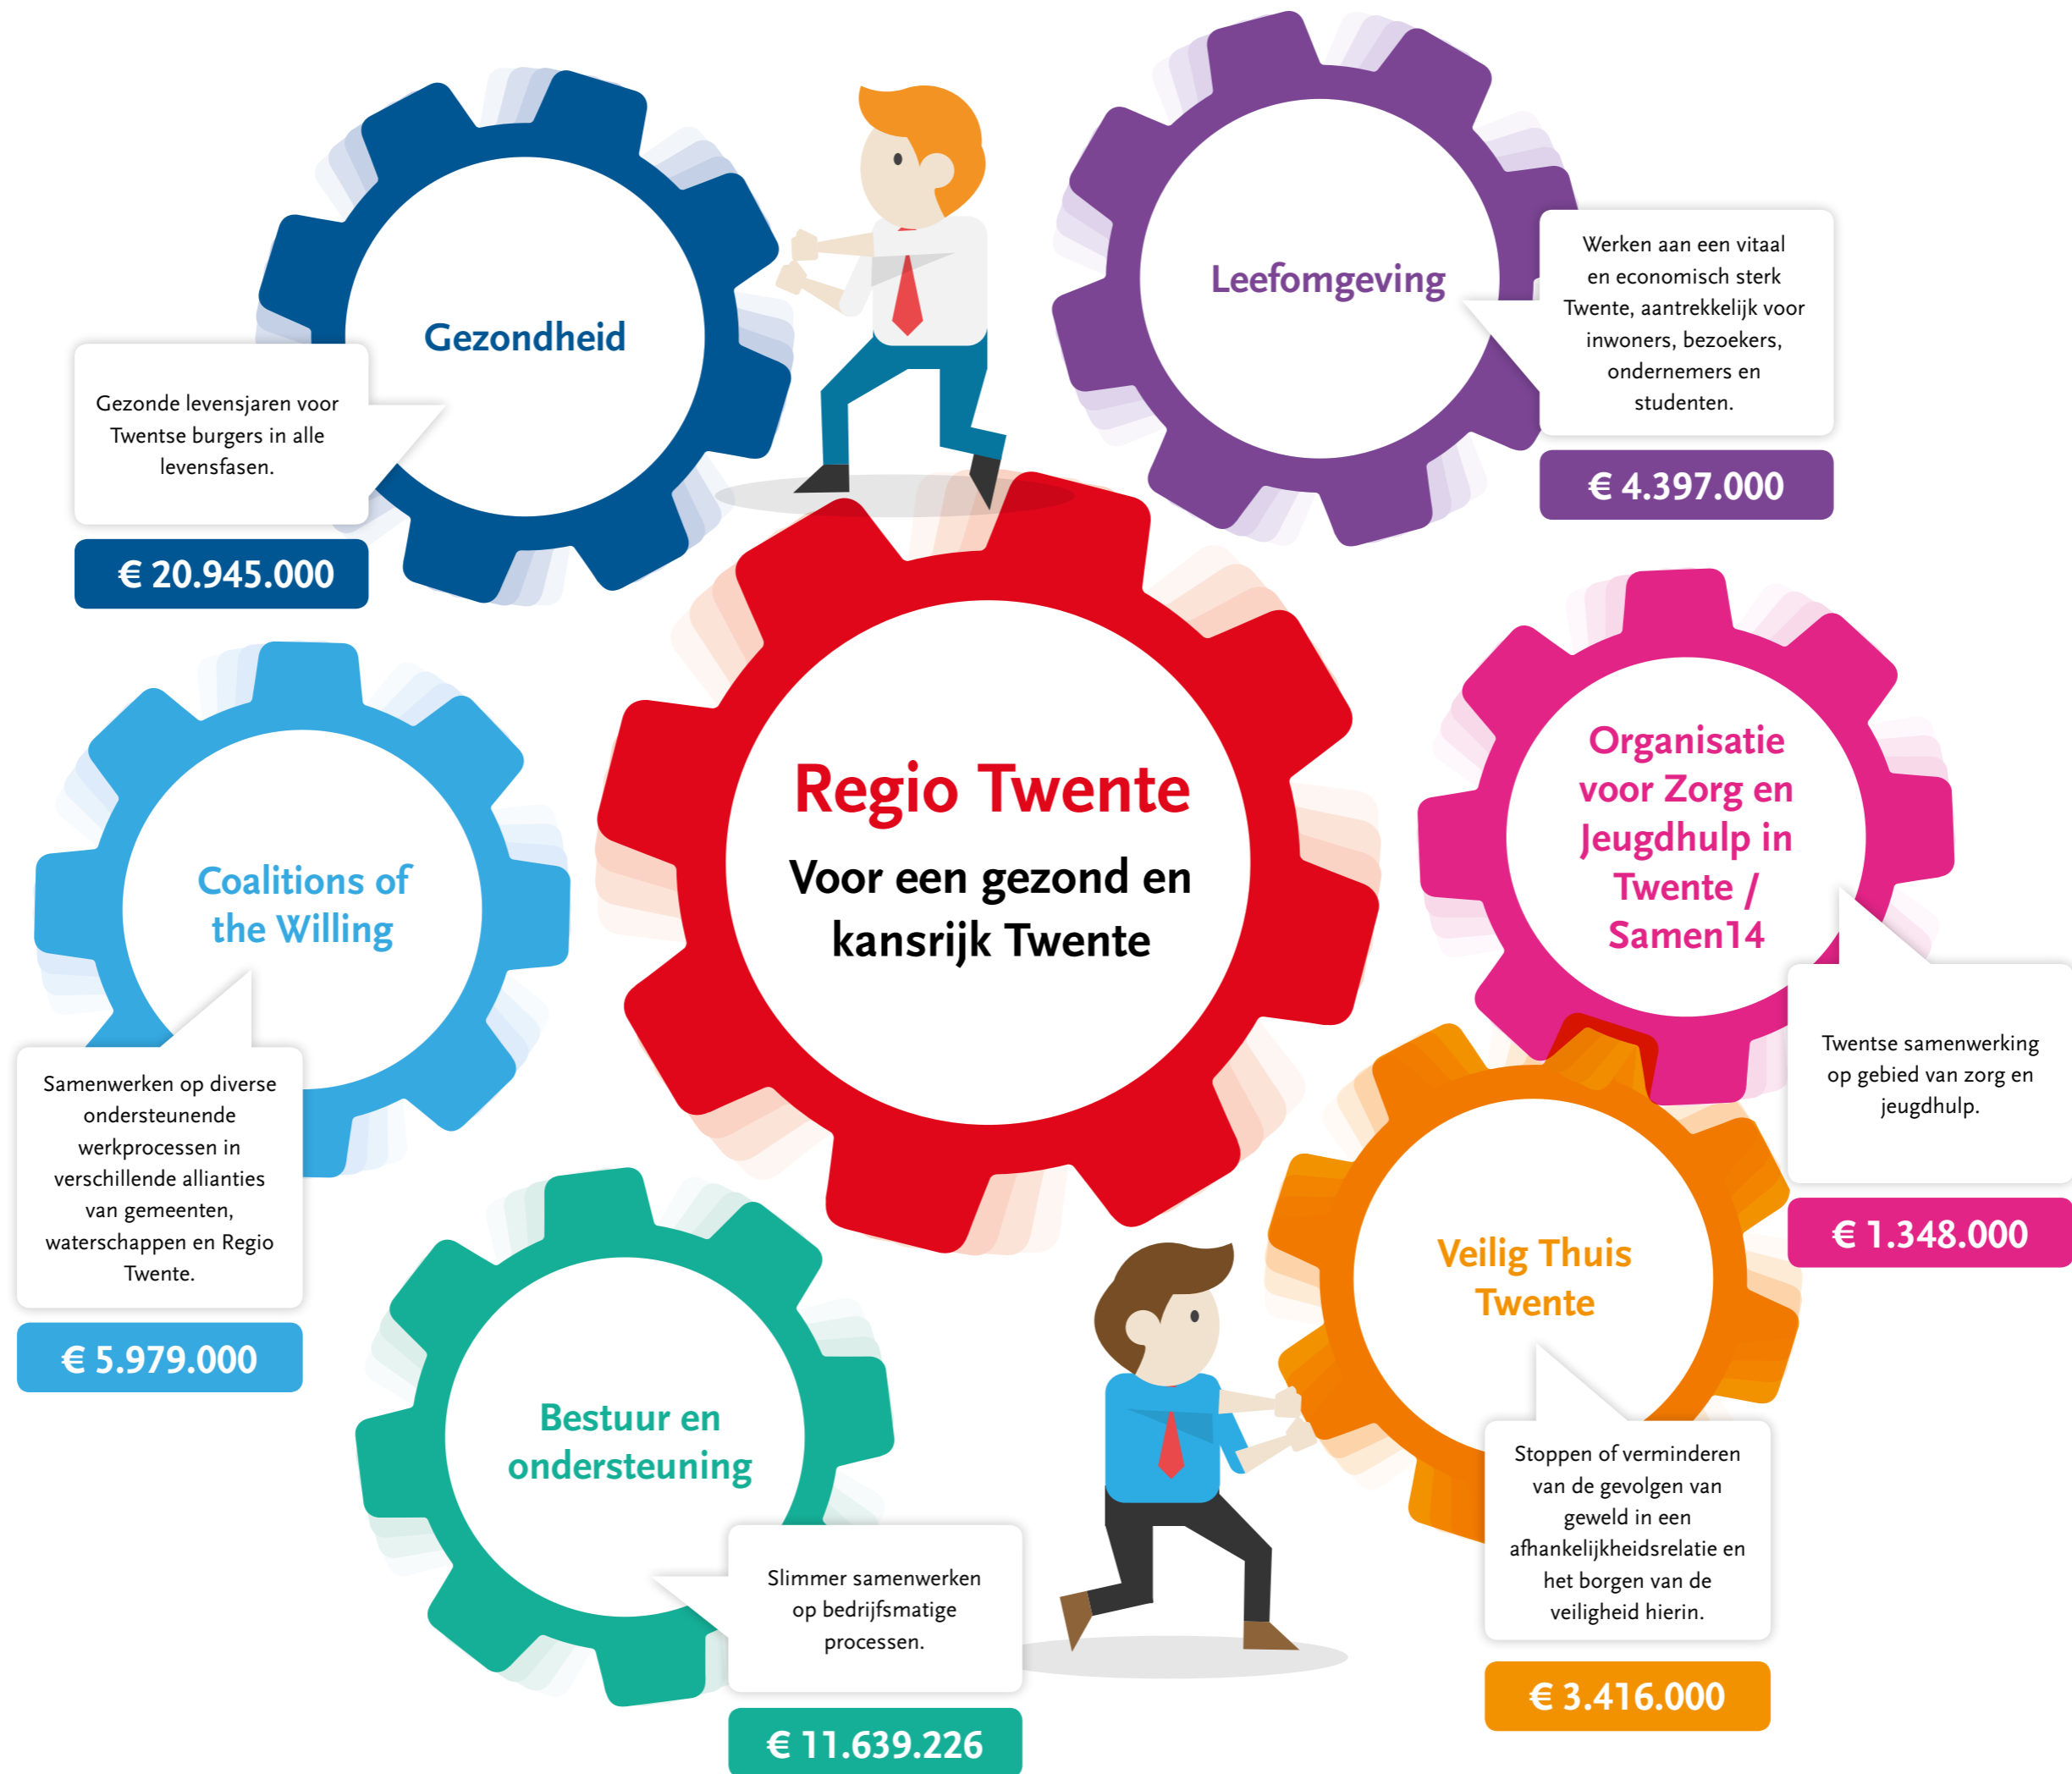 Gezondheid
Gezonde levensjaren voor
Twentse burgers in alle
levensfasen.
€ 20.945.000
Leefomgeving
Werken aan een vitaal
en economisch sterk
Twente, aantrekkelijk voor
inwoners, bezoekers,
ondernemers en
studenten.
€ 4.397.000
Regio Twente
Voor een gezond en
kansrijk Twente
Coalitions of
the Willing
Samenwerken op diverse
ondersteunende
werkprocessen in
verschillende allianties
van gemeenten,
waterschappen en Regio
Twente.
€ 5.979.000
Organisatie
voor Zorg en
Jeugdhulp in
Twente /
Samen14
Twentse samenwerking
op gebied van zorg en
jeugdhulp.
€ 1.348.000
Bestuur en
ondersteuning
Slimmer samenwerken
op bedrijfsmatige
processen.
€ 11.639.226
Veilig Thuis
Twente
Stoppen of verminderen
van de gevolgen van
geweld in een
afhankelijkheidsrelatie en
het borgen van de
veiligheid hierin.
€ 3.416.000